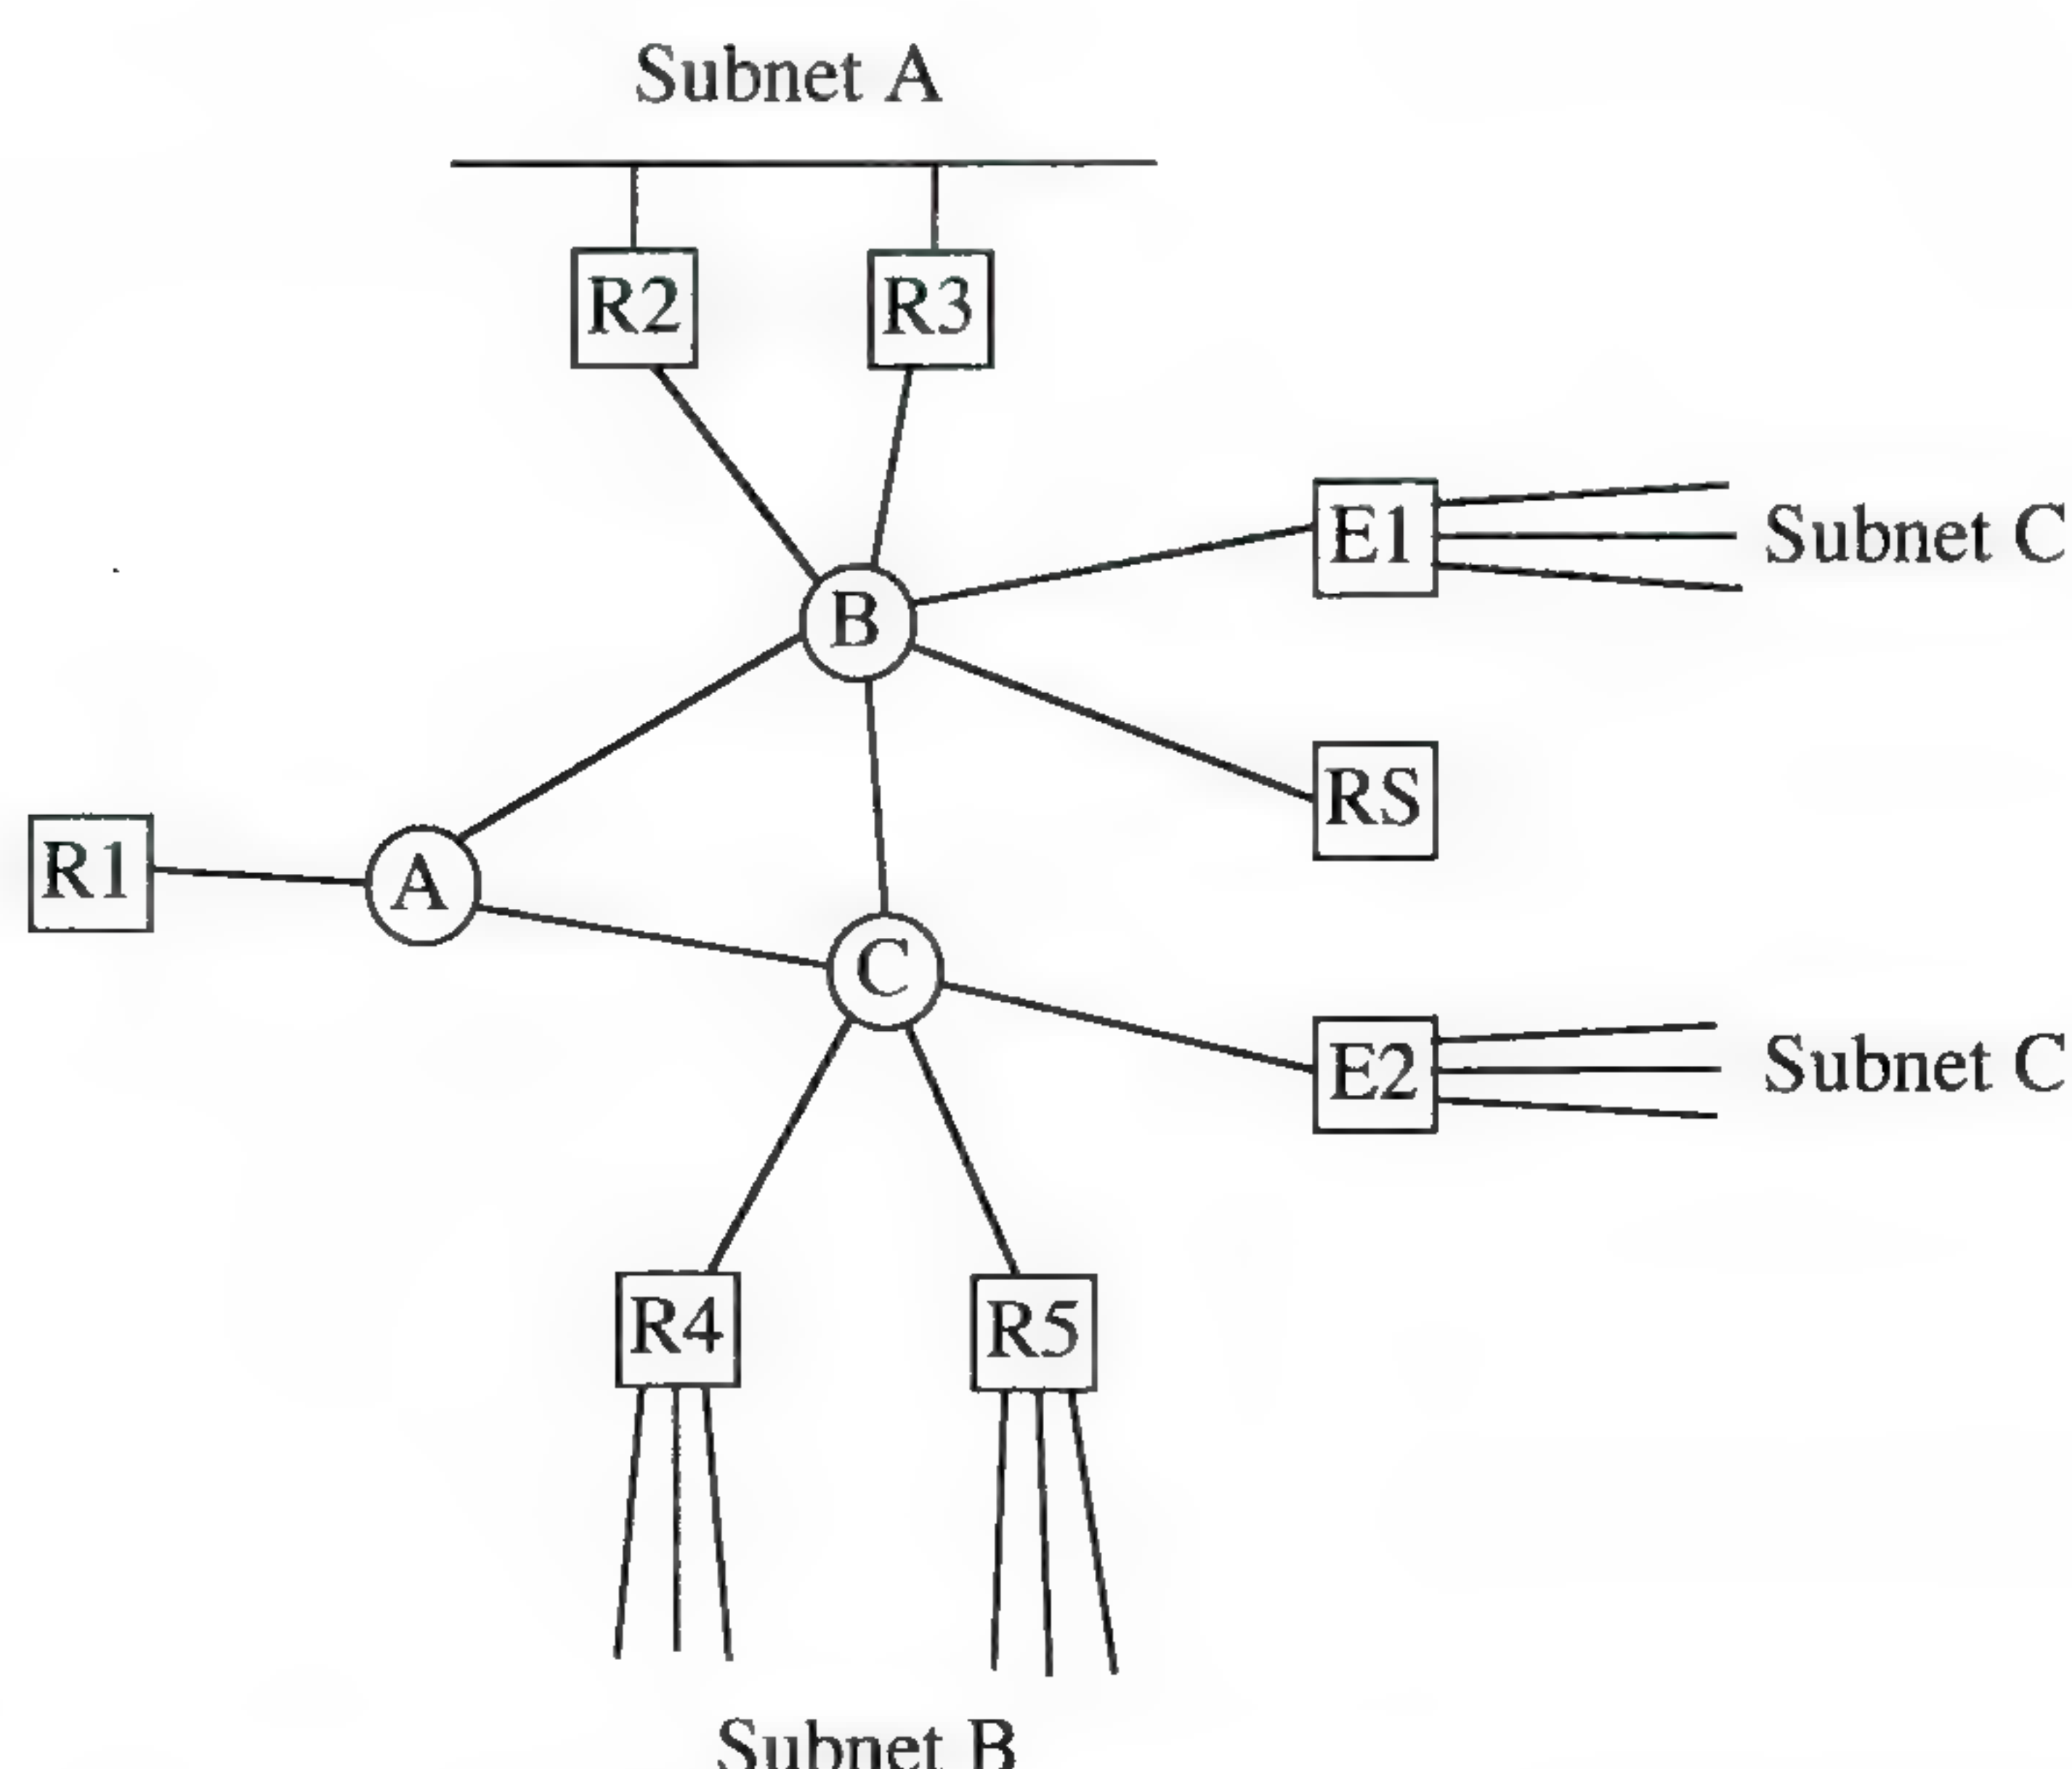 Subnet A
R2
R3
E1
Subnet C
B
RS
R1
A
C
E2
Subnet C
R4
R5
Subnet B